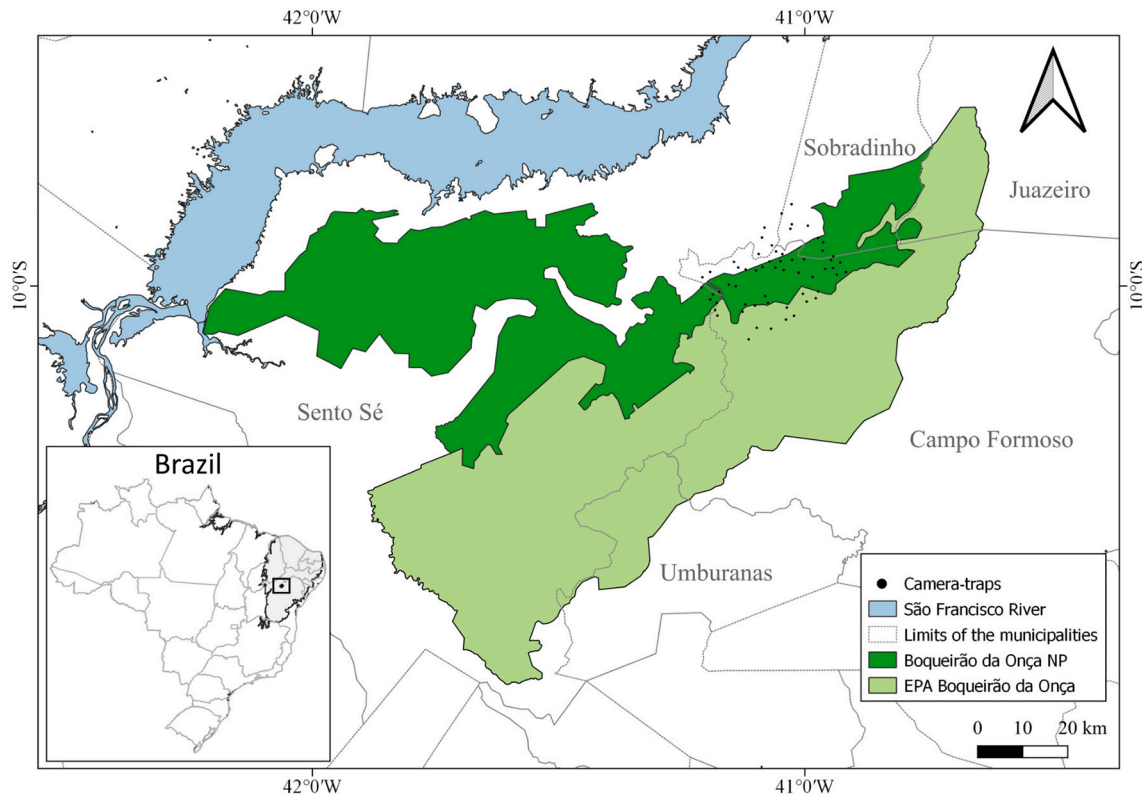 42°0'W
41°0'W
Sobradinho
Juazeiro
10°0'S
10°0'S
Sento Sé
Campo Formoso
Brazil
Umburanas
Camera-traps
São Francisco River
Limits of the municipalities
Boqueirão da Onça NP
EPA Boqueirão da Onça
0 10 20 km
42°0'W
41°0'W